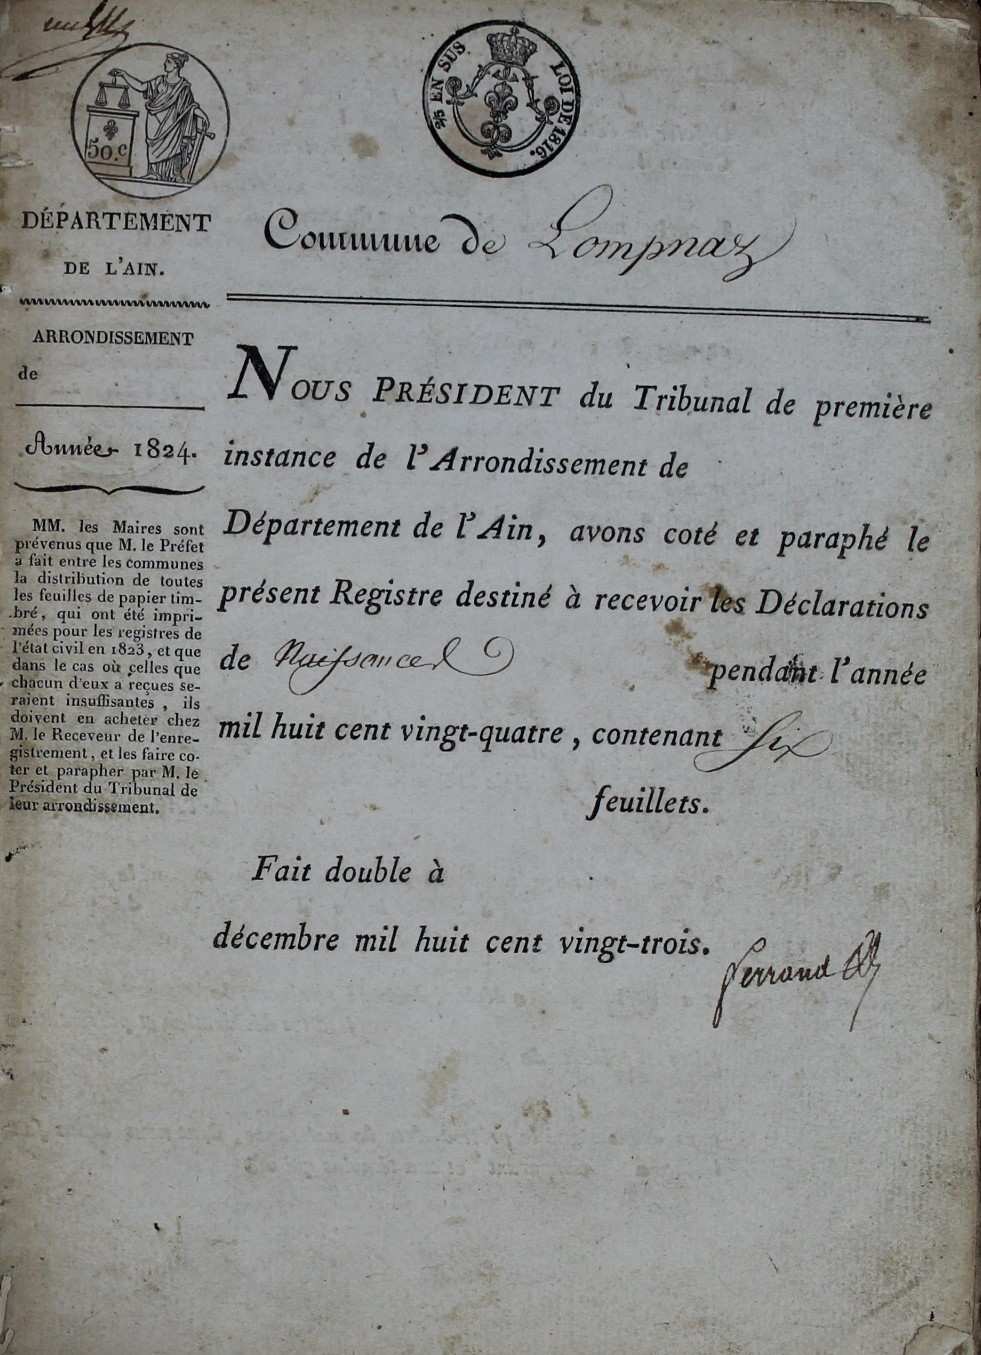 50.c
2/5 EN SUS LOI DE 1816.
DÉPARTEMENT
DE L'AIN.
ARRONDISSEMENT
de
Année 1824.
MM. les Maires sont
prévenus que M. le Préfet
a fait entre les communes
la distribution de toutes
les feuilles de papier tim-
bré, qui ont été impri-
mées pour les registres de
l'état civil en 1823, et que
dans le cas où celles que
chacun d'eux a reçues se-
raient insuffisantes, ils
doivent en acheter chez
M. le Receveur de l'enre-
gistrement, et les faire co-
ter et parapher par M. le
Président du Tribunal de
leur arrondissement.
Commune de Lompnaz
NOUS PRÉSIDENT du Tribunal de première
instance de l'Arrondissement de
Département de l'Ain, avons coté et paraphé le
présent Registre destiné à recevoir les Déclarations
de Naissances pendant l'année
mil huit cent vingt-quatre, contenant Six
feuillets.
Fait double à
décembre mil huit cent vingt-trois.